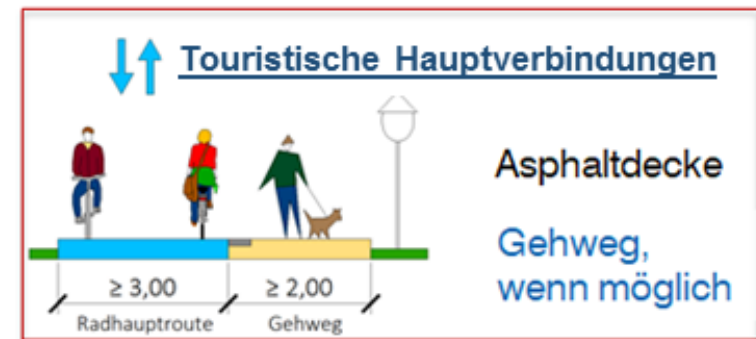 Touristische Hauptverbindungen
Asphaltdecke
Gehweg,
wenn möglich
≥ 3,00 ≥ 2,00
Radhauptroute Gehweg